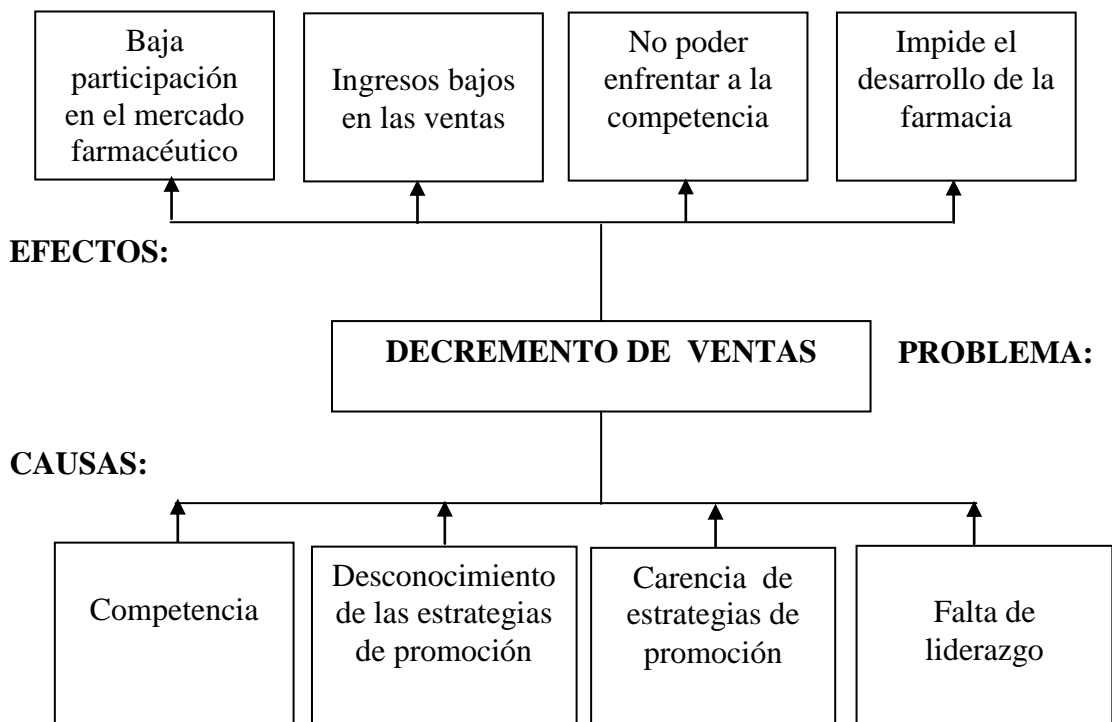 Baja
participación
en el mercado
farmacéutico
Ingresos bajos
en las ventas
No poder
enfrentar a la
competencia
Impide el
desarrollo de la
farmacia
EFECTOS:
DECREMENTO DE  VENTAS
PROBLEMA:
CAUSAS:
Competencia
Desconocimiento
de las estrategias
de promoción
Carencia  de
estrategias de
promoción
Falta de
liderazgo